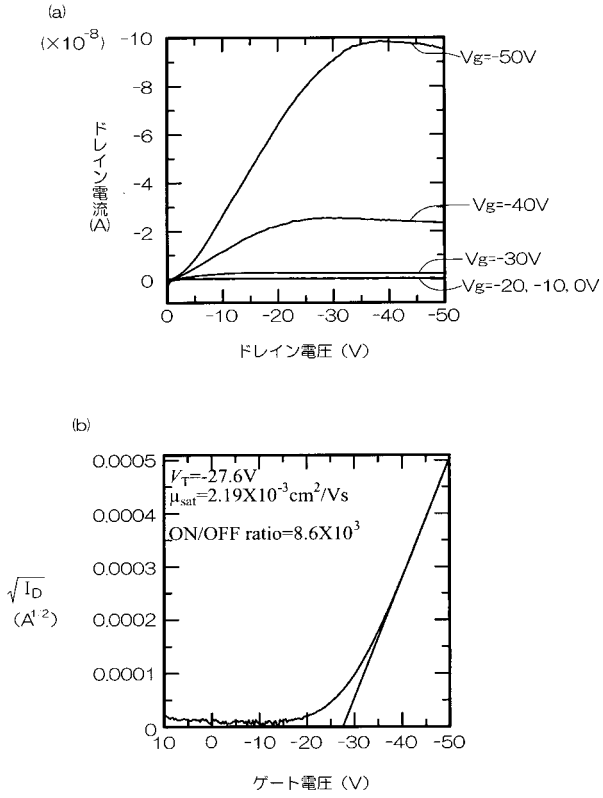 (a)
(×10⁻⁸)
-10
-8
-6
-4
-2
0
ドレイン電流(A)
Vg=-50V
Vg=-40V
Vg=-30V
Vg=-20, -10, 0V
0 -10 -20 -30 -40 -50
ドレイン電圧 (V)
(b)
0.0005
0.0004
0.0003
0.0002
0.0001
0
√I_D
(A^1/2)
V_T=-27.6V
μ_sat=2.19X10⁻³cm²/Vs
ON/OFF ratio=8.6X10³
10 0 -10 -20 -30 -40 -50
ゲート電圧 (V)